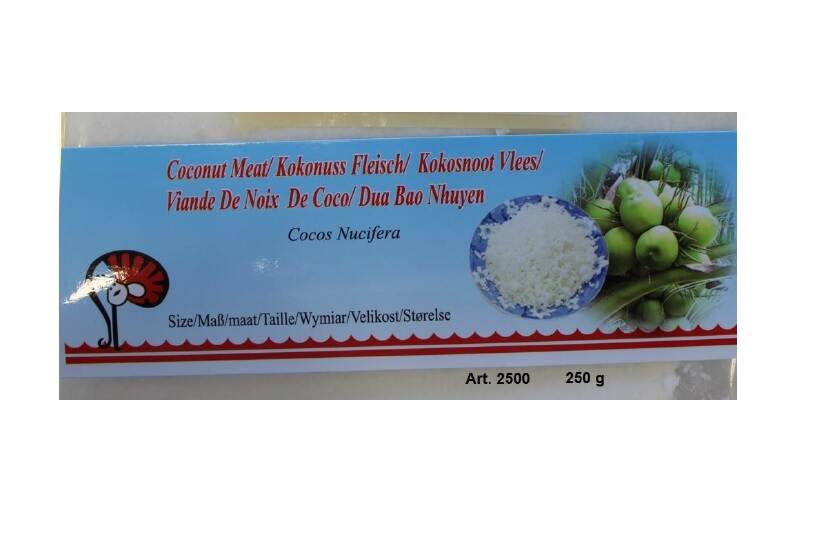 Coconut Meat/ Kokonuss Fleisch/ Kokosnoot Vlees/
Viande De Noix De Coco/ Dua Bao Nhuyen
Cocos Nucifera
Size/Maß/maat/Taille/Wymiar/Velikost/Størelse
Art. 2500 250 g